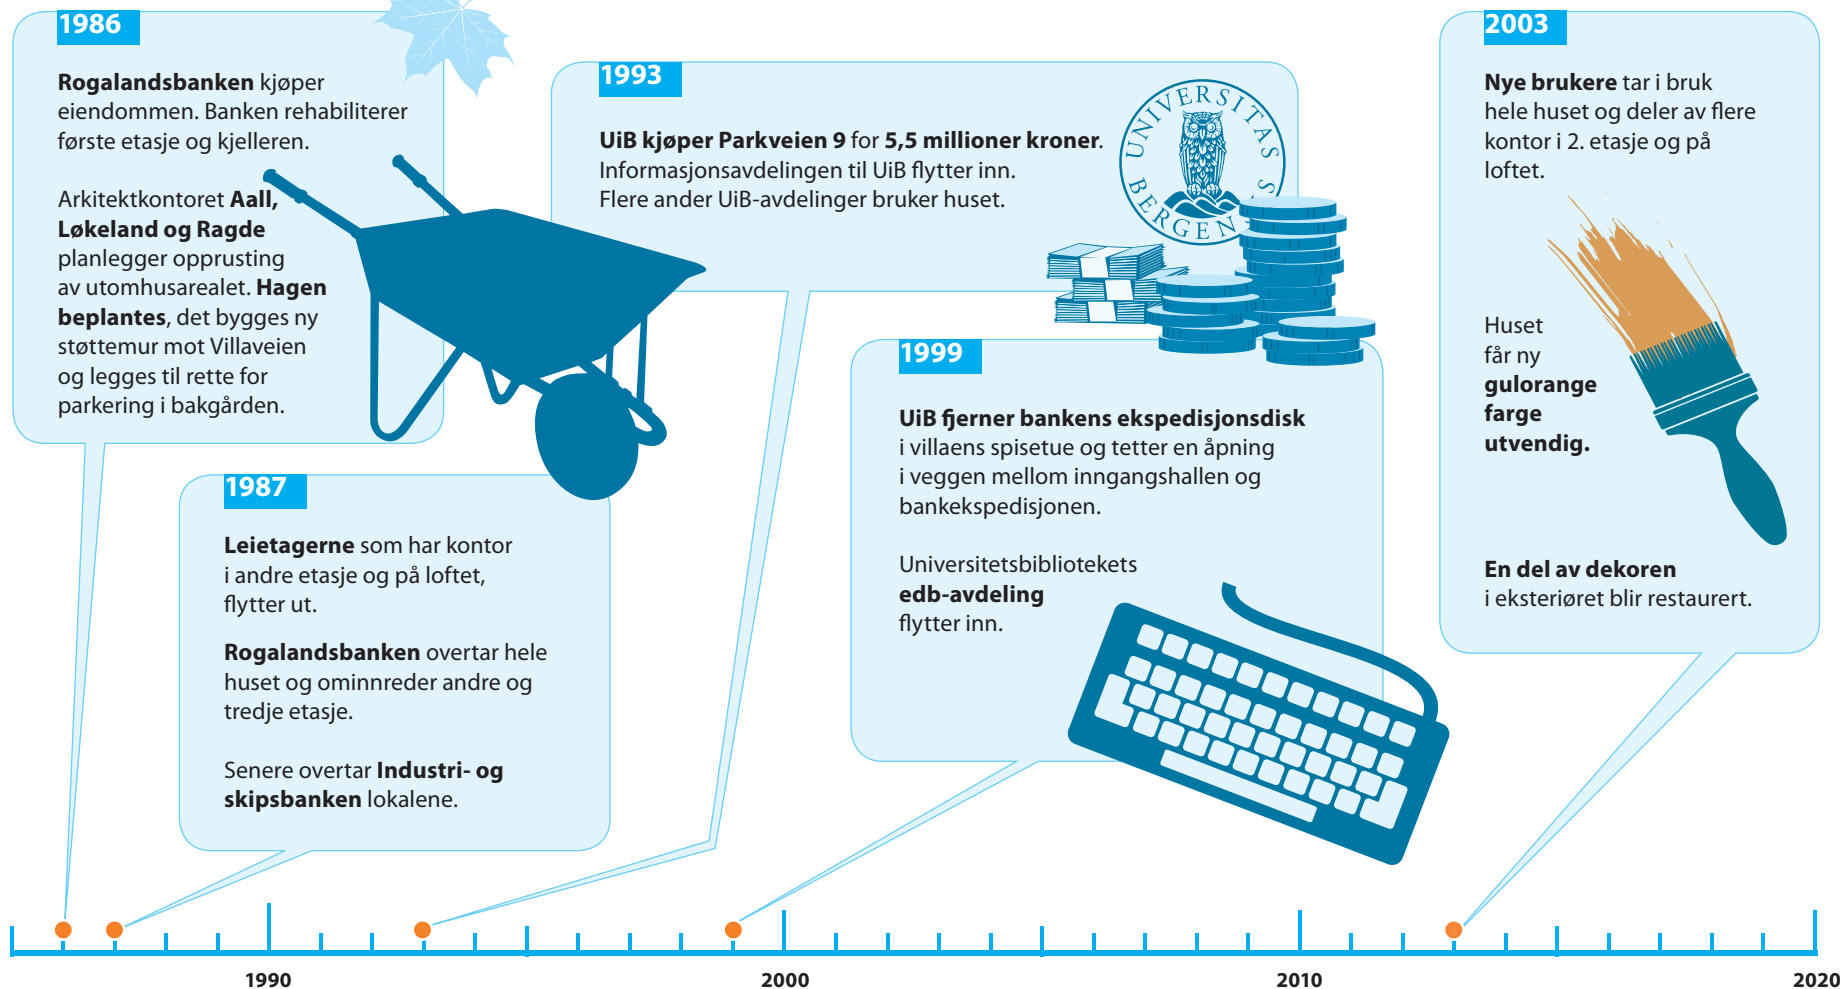 1986
Rogalandsbanken kjøper
eiendommen. Banken rehabiliterer
første etasje og kjelleren.
Arkitektkontoret Aall,
Løkeland og Ragde
planlegger opprusting
av utomhusarealet. Hagen
beplantes, det bygges ny
støttemur mot Villaveien
og legges til rette for
parkering i bakgården.
1987
Leietagerne som har kontor
i andre etasje og på loftet,
flytter ut.
Rogalandsbanken overtar hele
huset og ominnreder andre og
tredje etasje.
Senere overtar Industri- og
skipsbanken lokalene.
1993
UiB kjøper Parkveien 9 for 5,5 millioner kroner.
Informasjonsavdelingen til UiB flytter inn.
Flere ander UiB-avdelinger bruker huset.
UNIVERSITAS
BERGEN S
1999
UiB fjerner bankens ekspedisjonsdisk
i villaens spisetue og tetter en åpning
i veggen mellom inngangshallen og
bankekspedisjonen.
Universitetsbibliotekets
edb-avdeling
flytter inn.
2003
Nye brukere tar i bruk
hele huset og deler av flere
kontor i 2. etasje og på
loftet.
Huset
får ny
gulorange
farge
utvendig.
En del av dekoren
i eksteriøret blir restaurert.
1990
2000
2010
2020